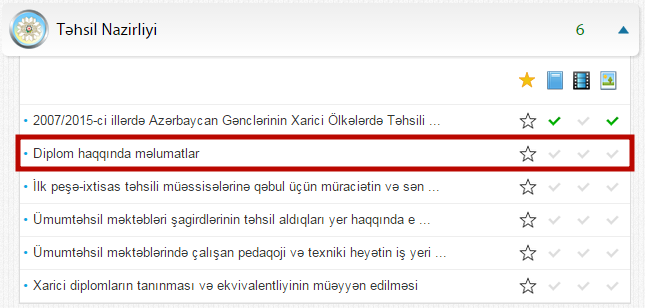 Təhsil Nazirliyi 6
2007/2015-ci illerdə Azərbaycan Gənclərinin Xarici Ölkələrdə Təhsili ...
Diplom haqqında məlumatlar
İlk peşə-ixtisas təhsili müəssisələrinə qəbul üçün müraciətin və sən ...
Ümumtəhsil məktəbləri şagirdlərinin təhsil aldıqları yer haqqında e ...
Ümumtəhsil məktəblərində çalışan pedaqoji və texniki heyətin iş yeri ...
Xarici diplomların tanınması və ekvivalentliyinin müəyyen edilməsi